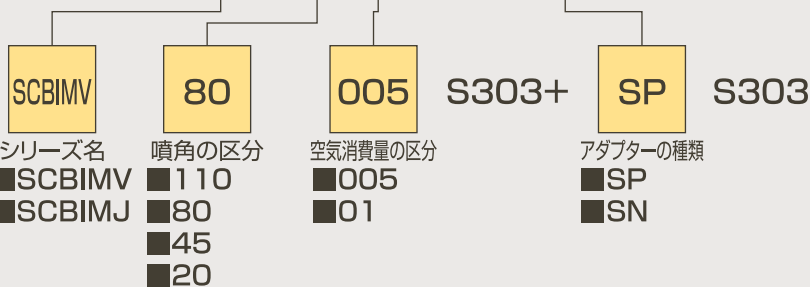 SCBIMV 80 005 S303+ SP S303
シリーズ名 噴角の区分 空気消費量の区分 アダプターの種類
■SCBIMV ■110 ■005 ■SP
■SCBIMJ ■80 ■01 ■SN
■45
■20